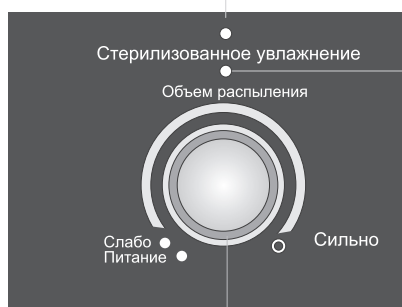 Стерилизованное увлажнение
Объем распыления
Слабо
Питание
Сильно